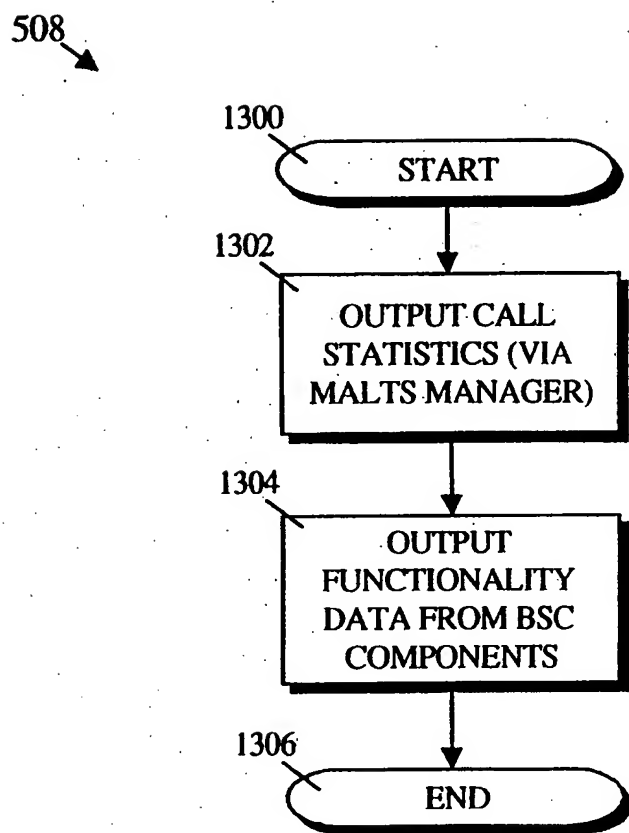 508
1300
START
1302
OUTPUT CALL
STATISTICS (VIA
MALTS MANAGER)
1304
OUTPUT
FUNCTIONALITY
DATA FROM BSC
COMPONENTS
1306
END